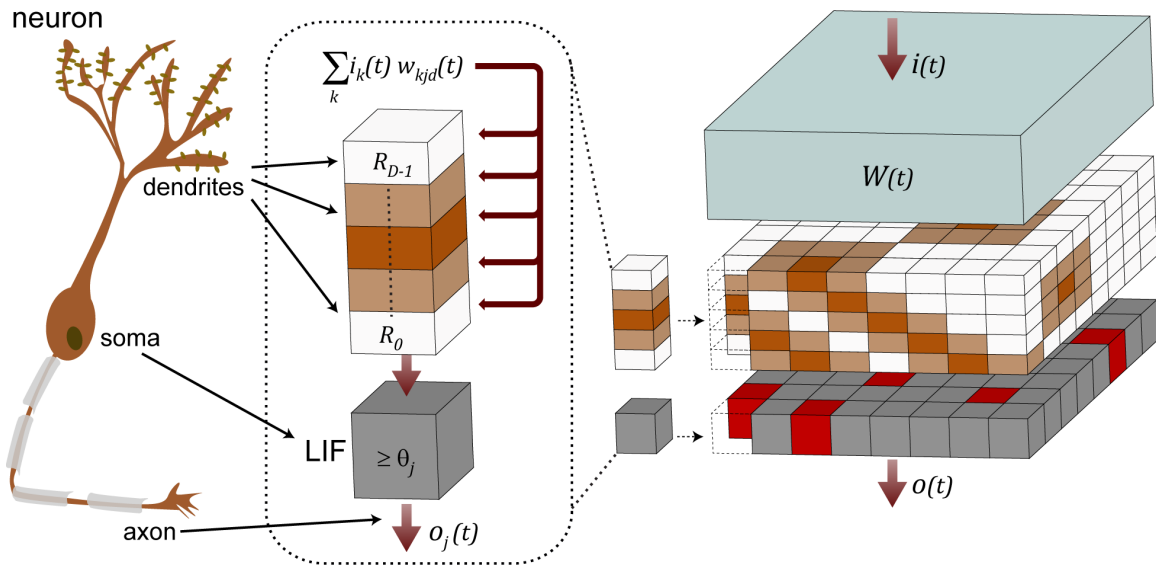 neuron
∑ i_k(t) w_kjd(t)
k
dendrites
R_D-1
R_0
soma
LIF
≥ θ_j
axon
o_j(t)
i(t)
W(t)
o(t)